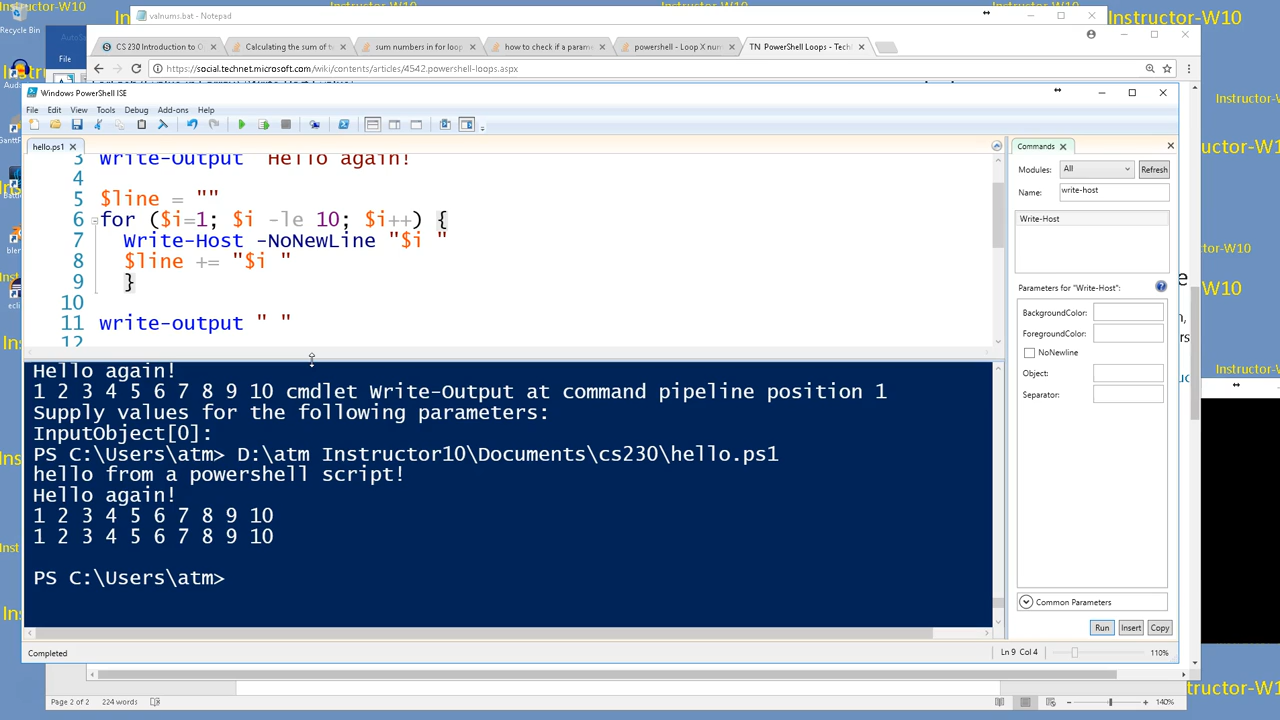 Instructor-W10
valnums.bat - Notepad
Recycle Bin
CS 230 Introduction to O
Calculating the sum of t
sum numbers in for loop
how to check if a param
powershell - Loop X num
TN PowerShell Loops - Tech
https://social.technet.microsoft.com/wiki/contents/articles/4542.powershell-loops.aspx
File
Windows PowerShell ISE
File Edit View Tools Debug Add-ons Help
hello.ps1
3 Write-Output "Hello again!"
4
5 $line = ""
6 for ($i=1; $i -le 10; $i++) {
7 Write-Host -NoNewLine "$i "
8 $line += "$i "
9 }
10
11 write-output " "
12
Hello again!
1 2 3 4 5 6 7 8 9 10 cmdlet Write-Output at command pipeline position 1
Supply values for the following parameters:
InputObject[0]:
PS C:\Users\atm> D:\atm Instructor10\Documents\cs230\hello.ps1
hello from a powershell script!
Hello again!
1 2 3 4 5 6 7 8 9 10
1 2 3 4 5 6 7 8 9 10
PS C:\Users\atm>
Commands
Modules: All Refresh
Name: write-host
Write-Host
Parameters for "Write-Host":
BackgroundColor:
ForegroundColor:
NoNewline
Object:
Separator:
Common Parameters
Run Insert Copy
Completed
Ln 9 Col 4
110%
Page 2 of 2 224 words
140%
Instructor-W10
Instructor-W10